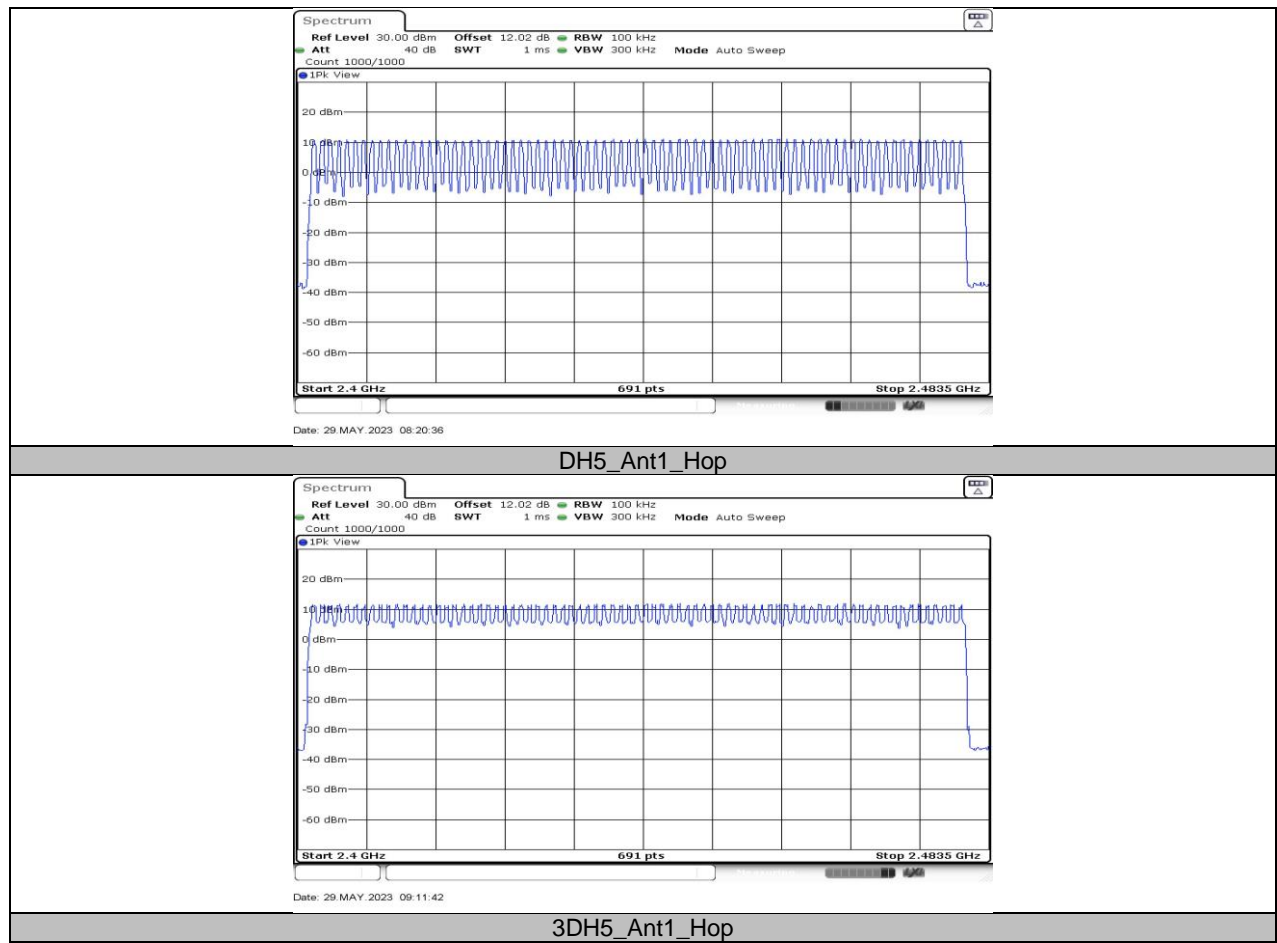 Spectrum
Ref Level 30.00 dBm Offset 12.02 dB RBW 100 kHz
Att 40 dB SWT 1 ms VBW 300 kHz Mode Auto Sweep
Count 1000/1000
1Pk View
20 dBm
10 dBm
0 dBm
-10 dBm
-20 dBm
-30 dBm
-40 dBm
-50 dBm
-60 dBm
Start 2.4 GHz 691 pts Stop 2.4835 GHz
Date: 29.MAY.2023 08:20:36
DH5_Ant1_Hop
Spectrum
Ref Level 30.00 dBm Offset 12.02 dB RBW 100 kHz
Att 40 dB SWT 1 ms VBW 300 kHz Mode Auto Sweep
Count 1000/1000
1Pk View
20 dBm
10 dBm
0 dBm
-10 dBm
-20 dBm
-30 dBm
-40 dBm
-50 dBm
-60 dBm
Start 2.4 GHz 691 pts Stop 2.4835 GHz
Date: 29.MAY.2023 09:11:42
3DH5_Ant1_Hop